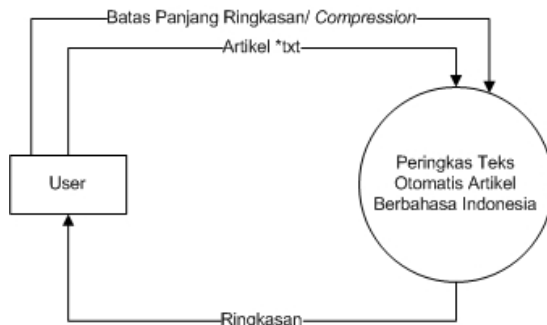 Batas Panjang Ringkasan/ Compression
Artikel *txt
User
Peringkas Teks
Otomatis Artikel
Berbahasa Indonesia
Ringkasan